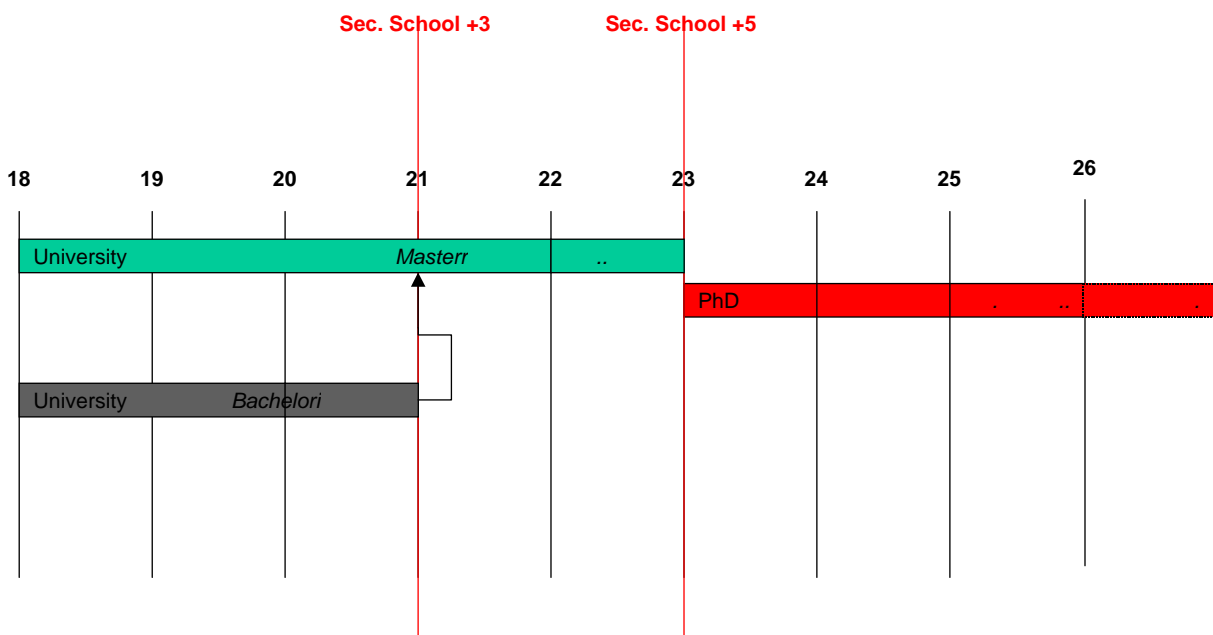 Sec. School +3 Sec. School +5
18 19 20 21 22 23 24 25 26
University Masterr ..
PhD . .. .
University Bachelori